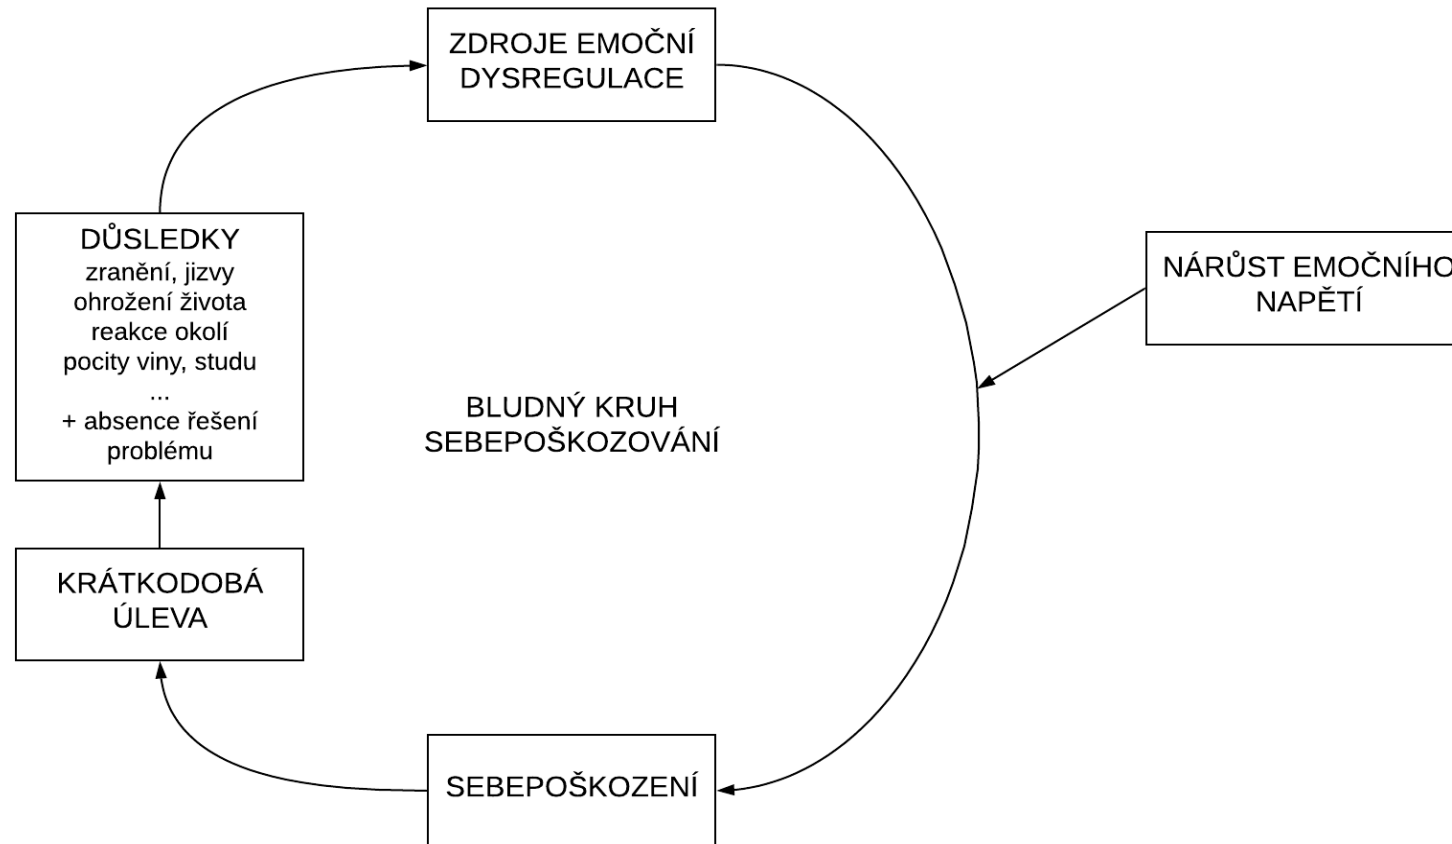 ZDROJE EMOČNÍ
DYSREGULACE
DŮSLEDKY
zranění, jizvy
ohrožení života
reakce okolí
pocity viny, studu
...
+ absence řešení
problému
NÁRŮST EMOČNÍHO
NAPĚTÍ
BLUDNÝ KRUH
SEBEPOŠKOZOVÁNÍ
KRÁTKODOBÁ
ÚLEVA
SEBEPOŠKOZENÍ